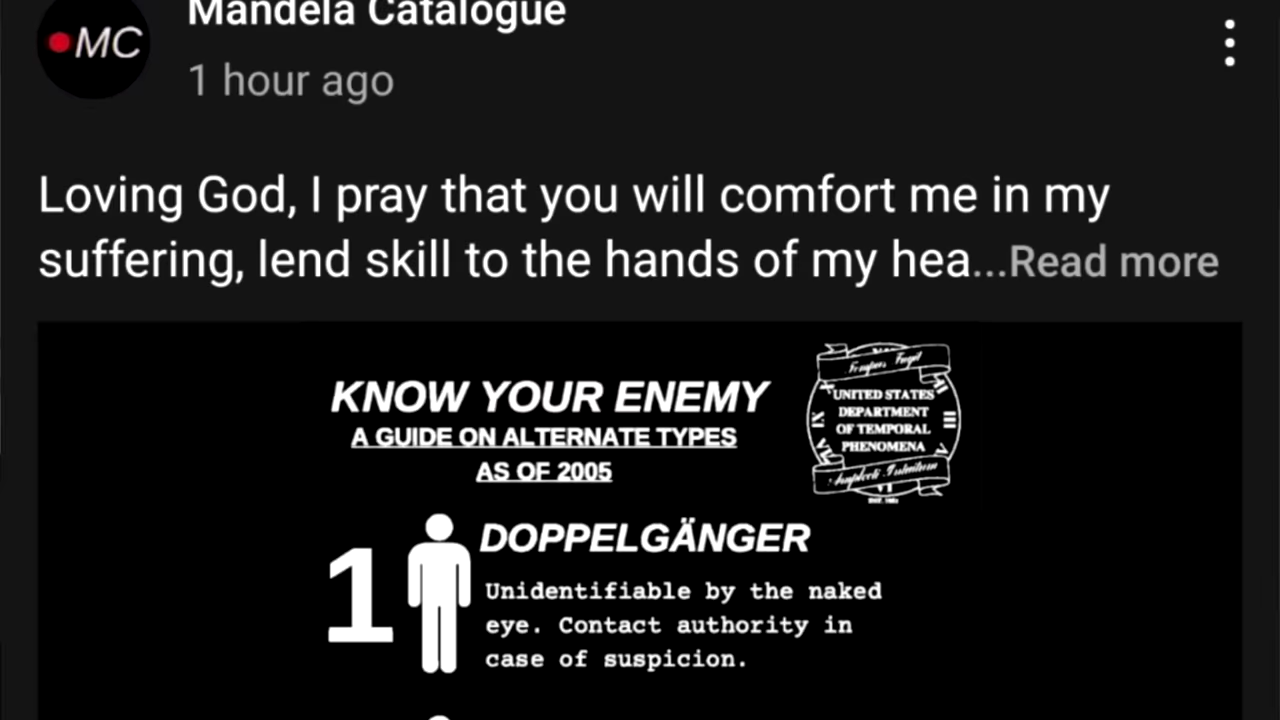 Mandela Catalogue
MC
1 hour ago
Loving God, I pray that you will comfort me in my
suffering, lend skill to the hands of my hea...Read more
KNOW YOUR ENEMY
A GUIDE ON ALTERNATE TYPES
AS OF 2005
Tempus Fugit
UNITED STATES
DEPARTMENT
OF TEMPORAL
PHENOMENA
1
DOPPELGÄNGER
Unidentifiable by the naked
eye. Contact authority in
case of suspicion.